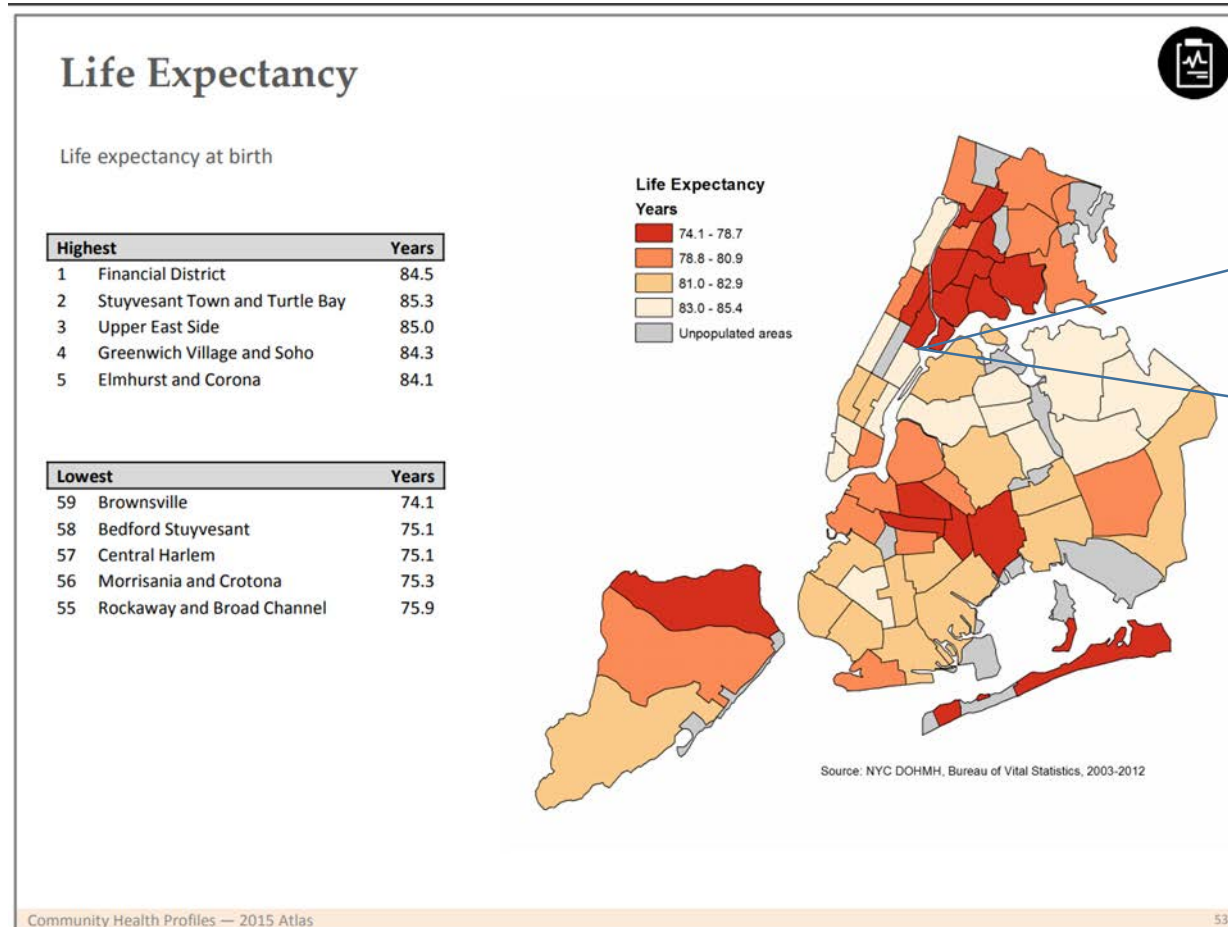 Life Expectancy
Life expectancy at birth
Highest Years
1 Financial District 84.5
2 Stuyvesant Town and Turtle Bay 85.3
3 Upper East Side 85.0
4 Greenwich Village and Soho 84.3
5 Elmhurst and Corona 84.1
Lowest Years
59 Brownsville 74.1
58 Bedford Stuyvesant 75.1
57 Central Harlem 75.1
56 Morrisania and Crotona 75.3
55 Rockaway and Broad Channel 75.9
Life Expectancy
Years
74.1 - 78.7
78.8 - 80.9
81.0 - 82.9
83.0 - 85.4
Unpopulated areas
Source: NYC DOHMH, Bureau of Vital Statistics, 2003-2012
Community Health Profiles — 2015 Atlas
53